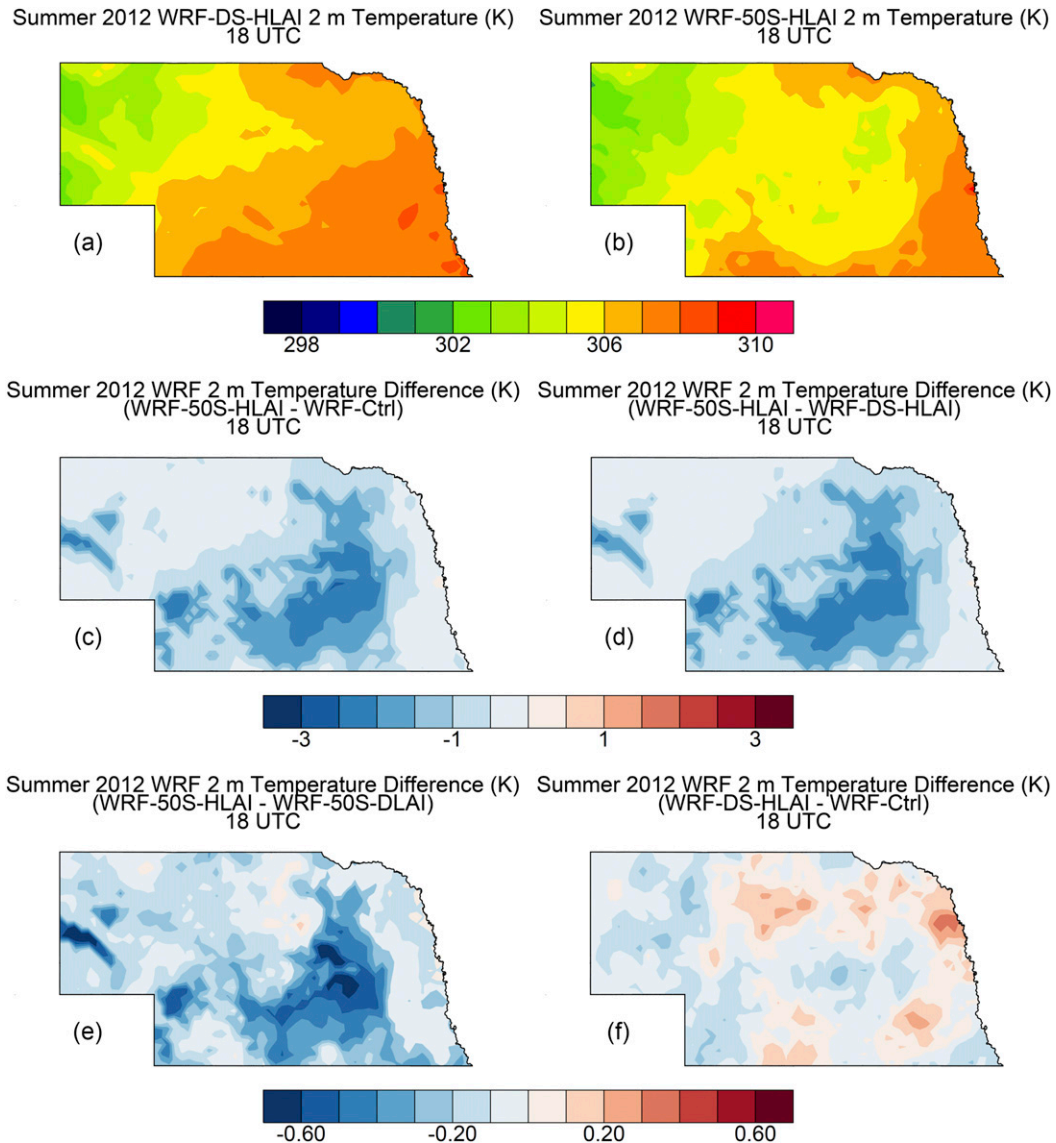 Summer 2012 WRF-DS-HLAI 2 m Temperature (K)
18 UTC
Summer 2012 WRF-50S-HLAI 2 m Temperature (K)
18 UTC
(a)
(b)
298 302 306 310
Summer 2012 WRF 2 m Temperature Difference (K)
(WRF-50S-HLAI - WRF-Ctrl)
18 UTC
Summer 2012 WRF 2 m Temperature Difference (K)
(WRF-50S-HLAI - WRF-DS-HLAI)
18 UTC
(c)
(d)
-3 -1 1 3
Summer 2012 WRF 2 m Temperature Difference (K)
(WRF-50S-HLAI - WRF-50S-DLAI)
18 UTC
Summer 2012 WRF 2 m Temperature Difference (K)
(WRF-DS-HLAI - WRF-Ctrl)
18 UTC
(e)
(f)
-0.60 -0.20 0.20 0.60